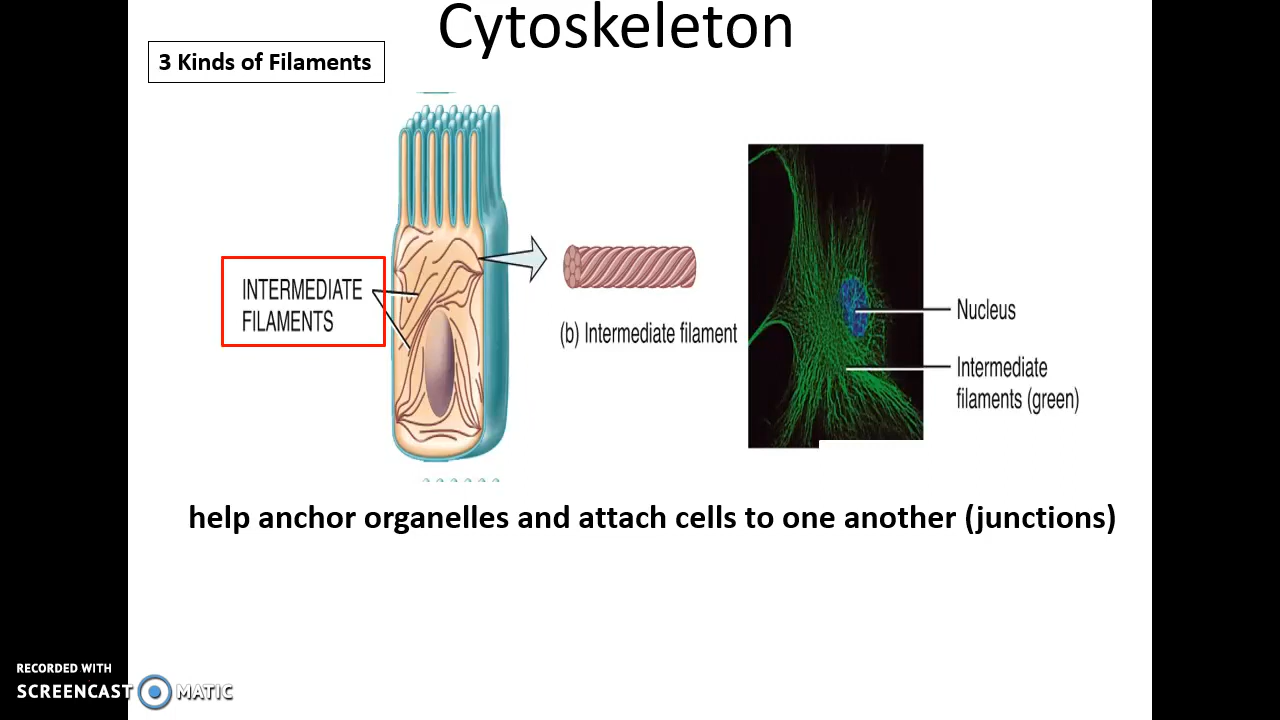 Cytoskeleton
3 Kinds of Filaments
INTERMEDIATE
FILAMENTS
(b) Intermediate filament
Nucleus
Intermediate
filaments (green)
help anchor organelles and attach cells to one another (junctions)
RECORDED WITH
SCREENCAST MATIC